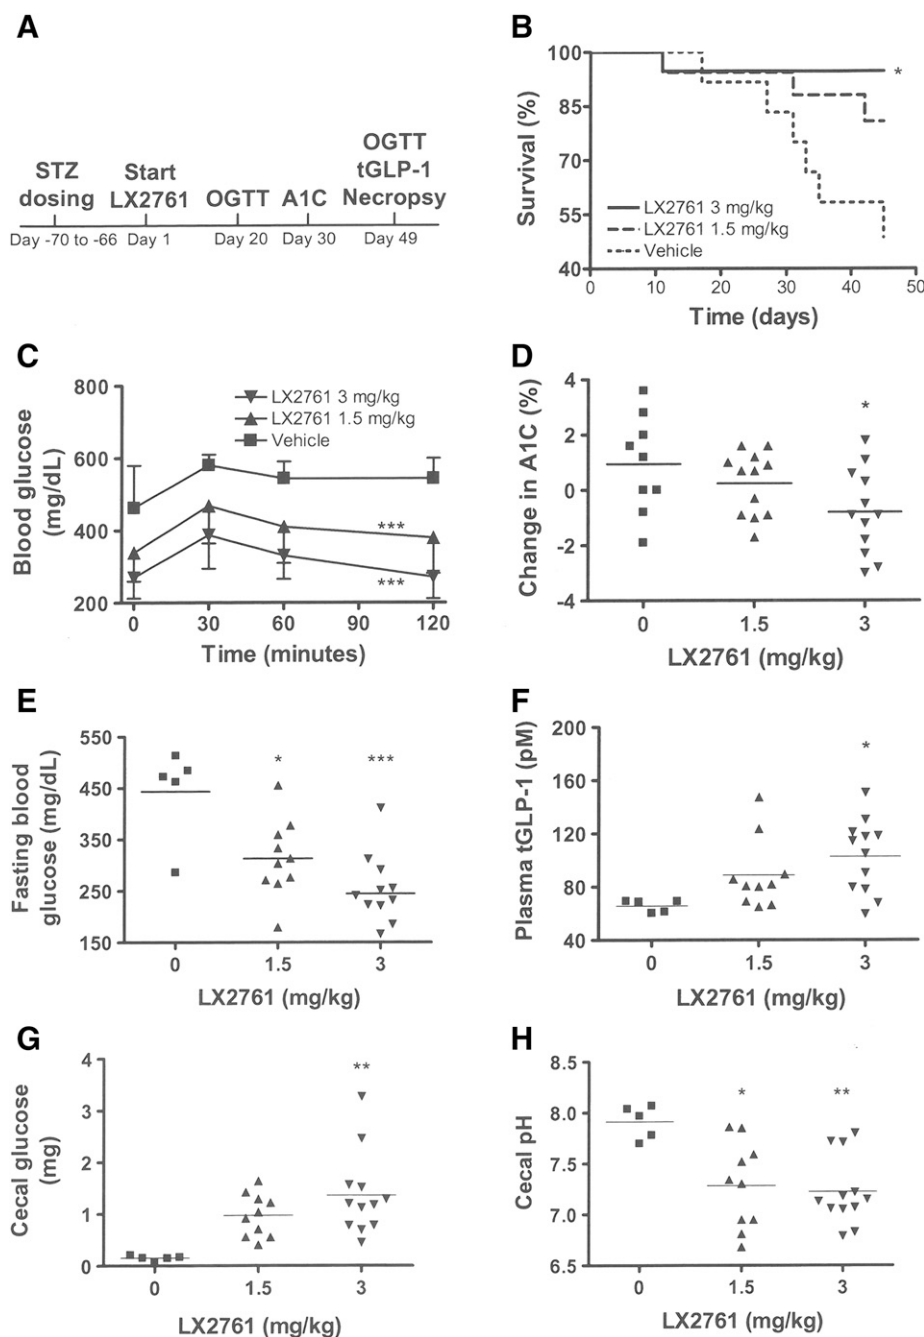 A
STZ dosing
Start LX2761
OGTT
A1C
OGTT tGLP-1 Necropsy
Day -70 to -66
Day 1
Day 20
Day 30
Day 49
B
Survival (%)
100
85
70
55
40
LX2761 3 mg/kg
LX2761 1.5 mg/kg
Vehicle
*
0 10 20 30 40 50
Time (days)
C
Blood glucose (mg/dL)
800
600
400
200
LX2761 3 mg/kg
LX2761 1.5 mg/kg
Vehicle
***
***
0 30 60 90 120
Time (minutes)
D
Change in A1C (%)
4
2
0
-2
-4
*
0 1.5 3
LX2761 (mg/kg)
E
Fasting blood glucose (mg/dL)
550
450
350
250
150
* ***
0 1.5 3
LX2761 (mg/kg)
F
Plasma tGLP-1 (pM)
200
160
120
80
40
*
0 1.5 3
LX2761 (mg/kg)
G
Cecal glucose (mg)
4
3
2
1
0
**
0 1.5 3
LX2761 (mg/kg)
H
Cecal pH
8.5
8.0
7.5
7.0
6.5
* **
0 1.5 3
LX2761 (mg/kg)